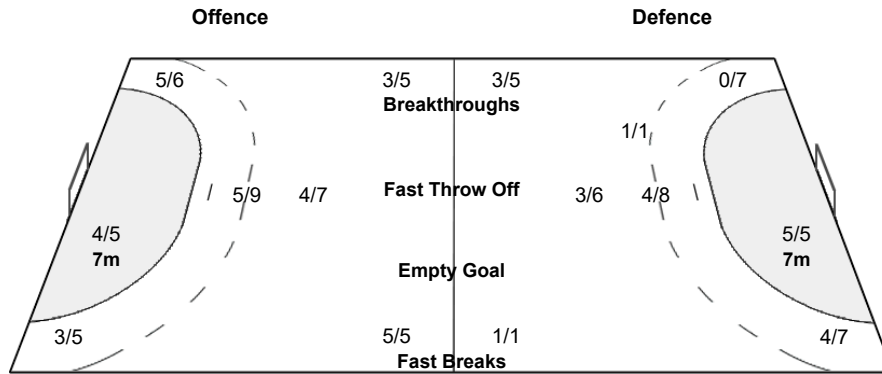 Offence Defence
5/6 3/5 3/5 0/7
Breakthroughs
1/1
5/9 4/7 Fast Throw Off 3/6 4/8
4/5 5/5
7m 7m
Empty Goal
3/5 5/5 1/1 4/7
Fast Breaks